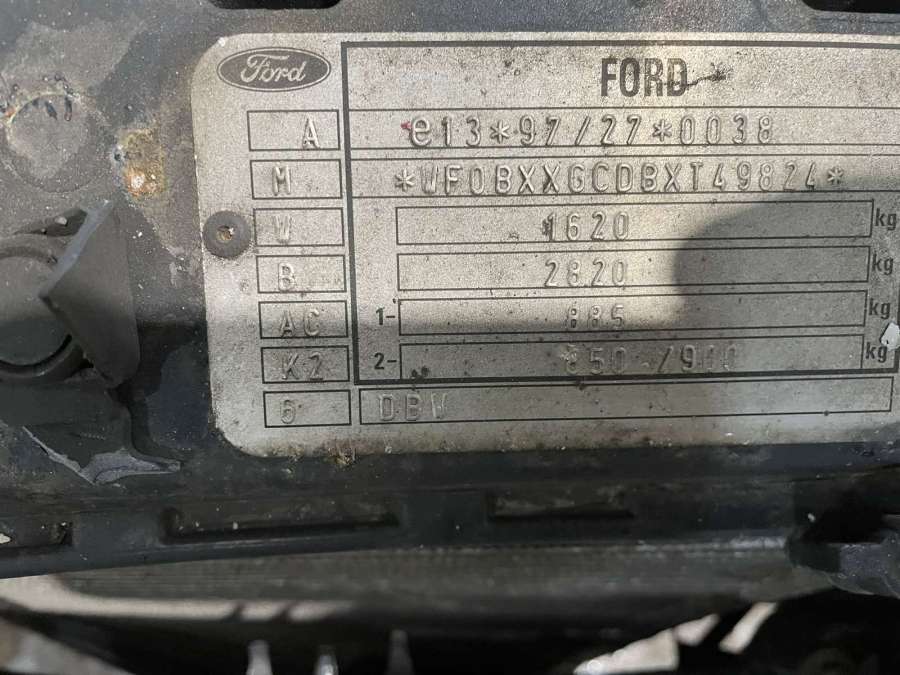 Ford FORD
A e13*97/27*0038
M *WF0BXXGCDBXT49824*
W 1620 kg
B 2820 kg
AC 1- 885 kg
K2 2- 850 /900 kg
6 DBW